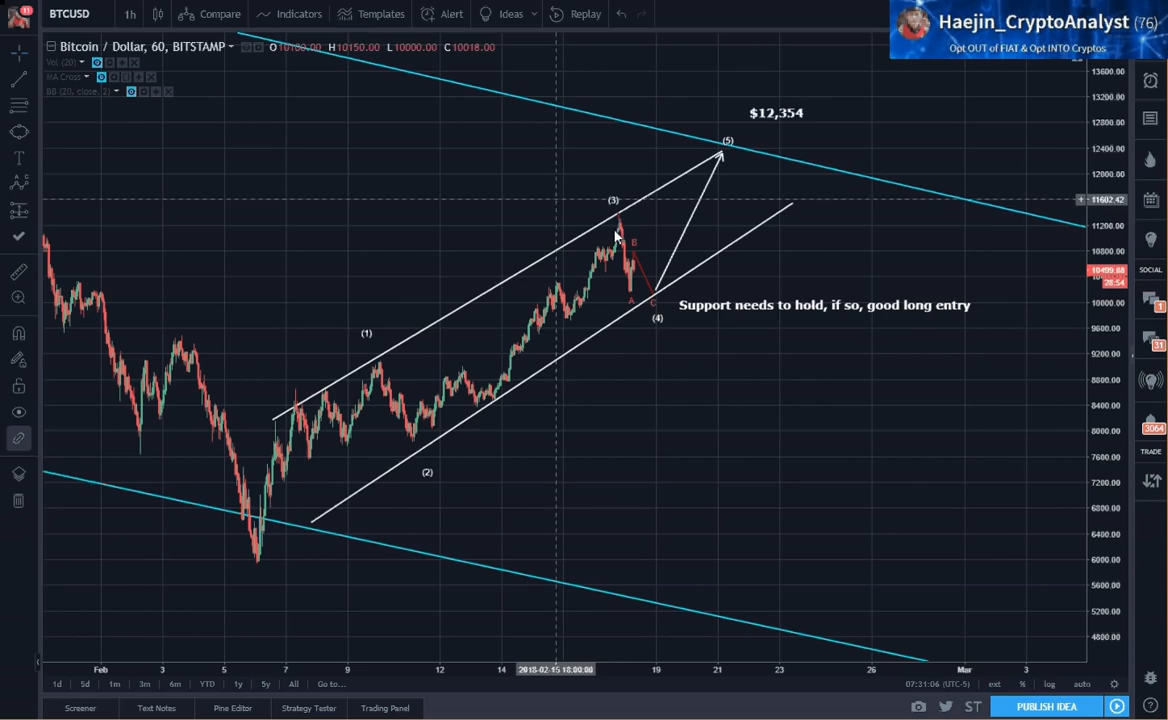 11
BTCUSD
1h
Compare
Indicators
Templates
Alert
Ideas
Replay
Haejin_CryptoAnalyst (76)
Opt OUT of FIAT & Opt INTO Cryptos
Bitcoin / Dollar, 60, BITSTAMP
O10180.00 H10150.00 L10000.00 C10018.00
Vol (20)
MA Cross
BB (20, close, 2)
$12,354
(5)
(3)
B
A
C
(4)
Support needs to hold, if so, good long entry
(1)
(2)
13600.00
13200.00
12800.00
12400.00
12000.00
11602.42
11200.00
10800.00
10499.68
28.54
10000.00
9600.00
9200.00
8800.00
8400.00
8000.00
7600.00
7200.00
6800.00
6400.00
6000.00
5600.00
5200.00
4800.00
SOCIAL
1
31
3064
TRADE
Feb 3 5 7 9 12 14 2018-02-15 18:00:00 19 21 23 26 Mar 3
1d 5d 1m 3m 6m YTD 1y 5y All Go to...
07:31:06 (UTC-5) ext % log auto
Screener
Text Notes
Pine Editor
Strategy Tester
Trading Panel
ST
PUBLISH IDEA